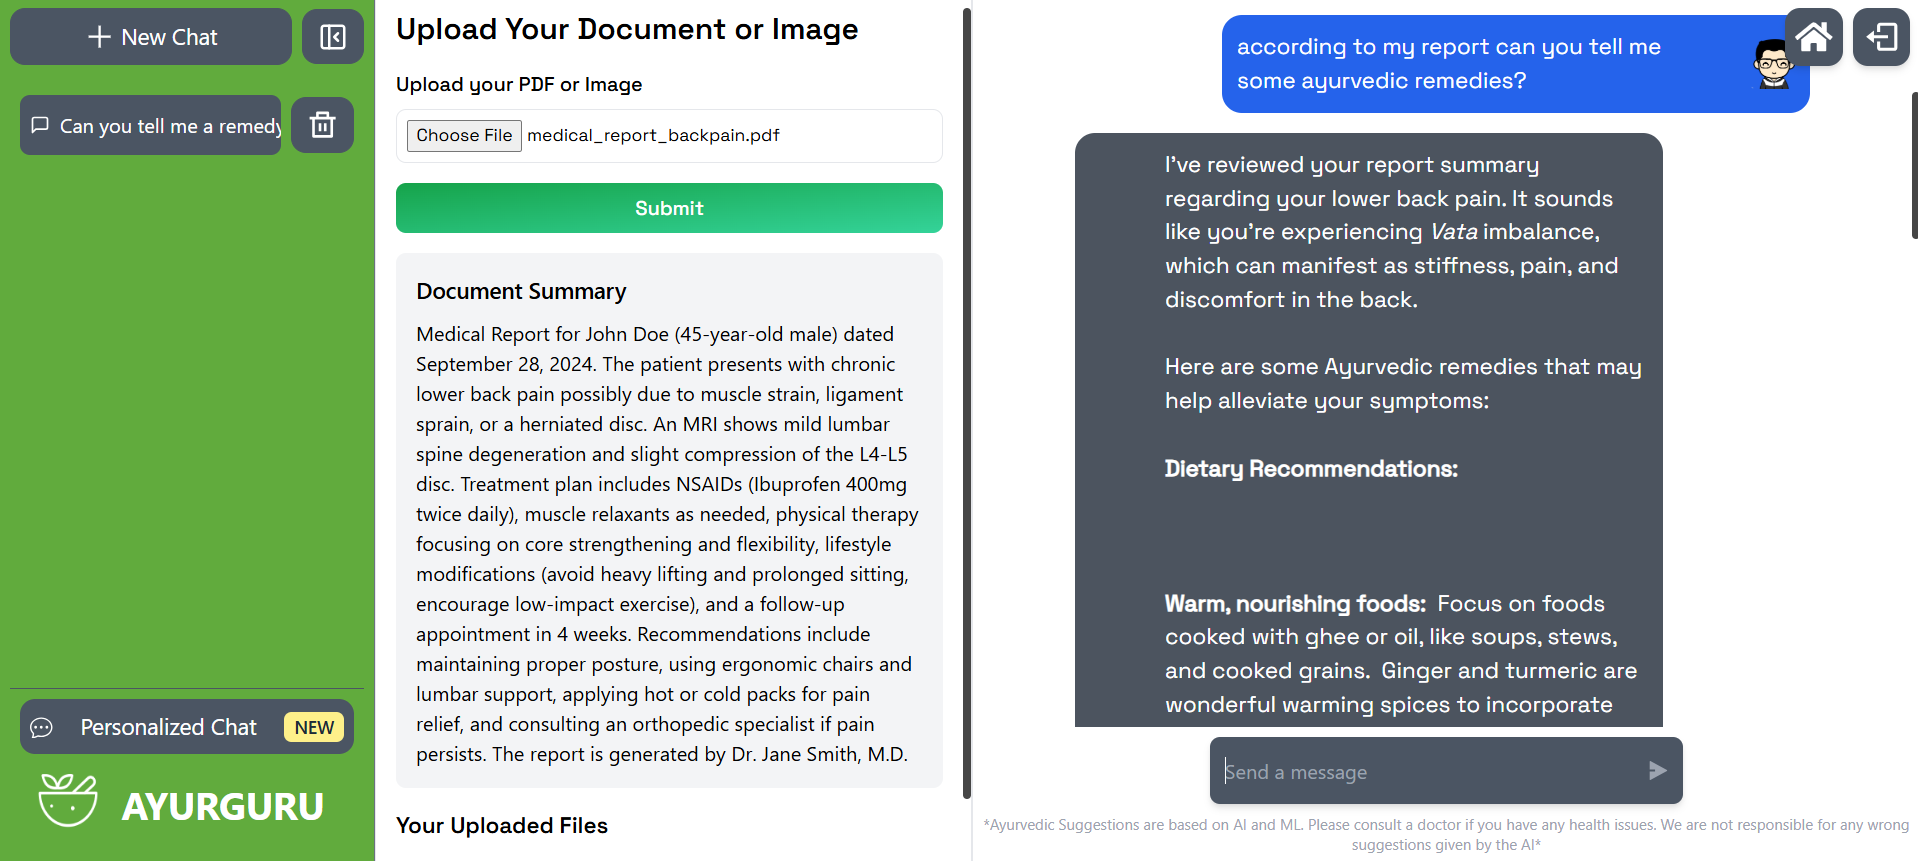 New Chat
Can you tell me a remedy
Personalized Chat NEW
AYURGURU
Upload Your Document or Image
Upload your PDF or Image
Choose File medical_report_backpain.pdf
Submit
Document Summary
Medical Report for John Doe (45-year-old male) dated
September 28, 2024. The patient presents with chronic
lower back pain possibly due to muscle strain, ligament
sprain, or a herniated disc. An MRI shows mild lumbar
spine degeneration and slight compression of the L4-L5
disc. Treatment plan includes NSAIDs (Ibuprofen 400mg
twice daily), muscle relaxants as needed, physical therapy
focusing on core strengthening and flexibility, lifestyle
modifications (avoid heavy lifting and prolonged sitting,
encourage low-impact exercise), and a follow-up
appointment in 4 weeks. Recommendations include
maintaining proper posture, using ergonomic chairs and
lumbar support, applying hot or cold packs for pain
relief, and consulting an orthopedic specialist if pain
persists. The report is generated by Dr. Jane Smith, M.D.
Your Uploaded Files
according to my report can you tell me
some ayurvedic remedies?
I've reviewed your report summary
regarding your lower back pain. It sounds
like you're experiencing Vata imbalance,
which can manifest as stiffness, pain, and
discomfort in the back.
Here are some Ayurvedic remedies that may
help alleviate your symptoms:
Dietary Recommendations:
Warm, nourishing foods: Focus on foods
cooked with ghee or oil, like soups, stews,
and cooked grains. Ginger and turmeric are
wonderful warming spices to incorporate
Send a message
*Ayurvedic Suggestions are based on AI and ML. Please consult a doctor if you have any health issues. We are not responsible for any wrong
suggestions given by the AI*